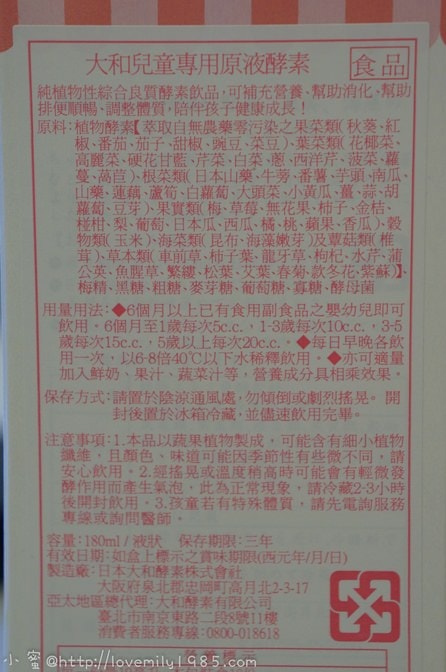 大和兒童專用原液酵素 食品
純植物性綜合良質酵素飲品，可補充營養、幫助消化、幫助
排便順暢、調整體質，陪伴孩子健康成長！
原料：植物酵素【萃取自無農藥零污染之果菜類(秋葵、紅
椒、番茄、茄子、甜椒、豌豆、菜豆)、葉菜類(花椰菜、
高麗菜、硬花甘藍、芹菜、白菜、蔥、西洋芹、菠菜、蘿
蔓、萵苣)、根菜類(日本山藥、牛蒡、番薯、芋頭、南瓜、
山藥、蓮藕、蘆筍、白蘿蔔、大頭菜、小黃瓜、薑、蒜、胡
蘿蔔、豆芽)、果實類(梅、草莓、無花果、柿子、金桔、
椪柑、梨、葡萄、日本瓜、西瓜、橘、桃、蘋果、香瓜)、穀
物類(玉米)、海菜類(昆布、海藻嫩芽)及蕈菇類(椎
茸)、草本類(車前草、柿子葉、龍牙草、枸杞、水芹、蒲
公英、魚腥草、繁縷、松葉、艾葉、春菊、款冬花、紫蘇)】、
梅精、黑糖、粗糖、麥芽糖、葡萄糖、寡糖、酵母菌
用量用法：◆6個月以上已有食用副食品之嬰幼兒即可
飲用。6個月至1歲每次5c.c.，1-3歲每次10c.c.，3-5
歲每次15c.c.，5歲以上每次20c.c.。◆每日早晚各飲
用一次，以6-8倍40℃以下水稀釋飲用。◆亦可適量
加入鮮奶、果汁、蔬菜汁等，營養成分具相乘效果。
保存方式：請置於陰涼通風處，勿傾倒或劇烈搖晃。開
封後置於冰箱冷藏，並儘速飲用完畢。
注意事項：1.本品以蔬果植物製成，可能含有細小植物
纖維，且顏色、味道可能因季節性有些微不同，請
安心飲用。2.經搖晃或溫度稍高時可能會有輕微發
酵作用而產生氣泡，此為正常現象，請冷藏2-3小時
後開封飲用。3.孩童若有特殊體質，請先電詢服務
專線或詢問醫師。
容量：180ml／液狀 保存期限：三年
有效日期：如盒上標示之賞味期限(西元年/月/日)
製造廠：日本大和酵素株式會社
大阪府泉北郡忠岡町高月北2-3-17
亞太地區總代理：大和酵素有限公司
臺北市南京東路二段8號11樓
消費者服務專線：0800-018618
小蜜@http://lovemily1985.com